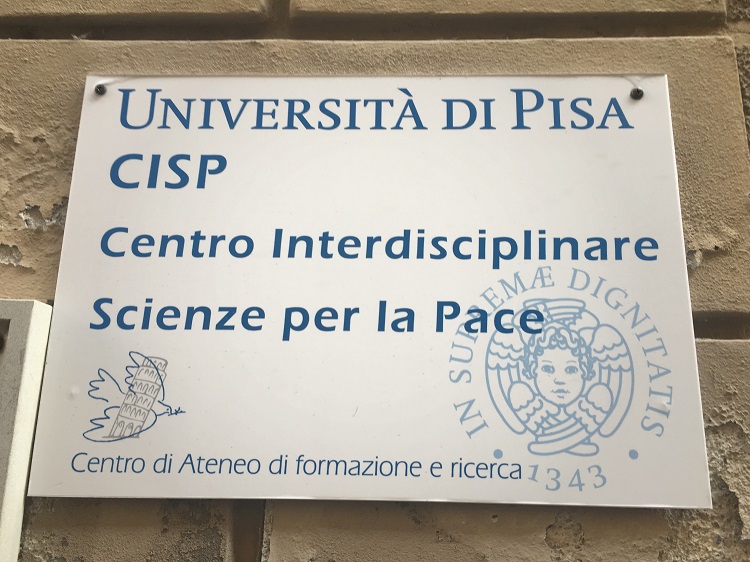 UNIVERSITÀ DI PISA
CISP
Centro Interdisciplinare
Scienze per la Pace
IN SUPREMÆ DIGNITATIS
· 1343 ·
Centro di Ateneo di formazione e ricerca